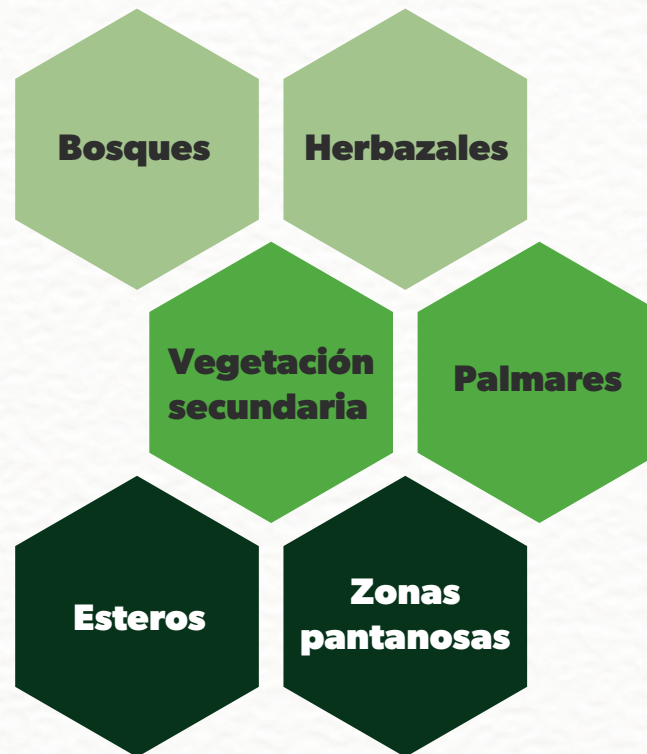 Bosques
Herbazales
Vegetación
secundaria
Palmares
Esteros
Zonas
pantanosas